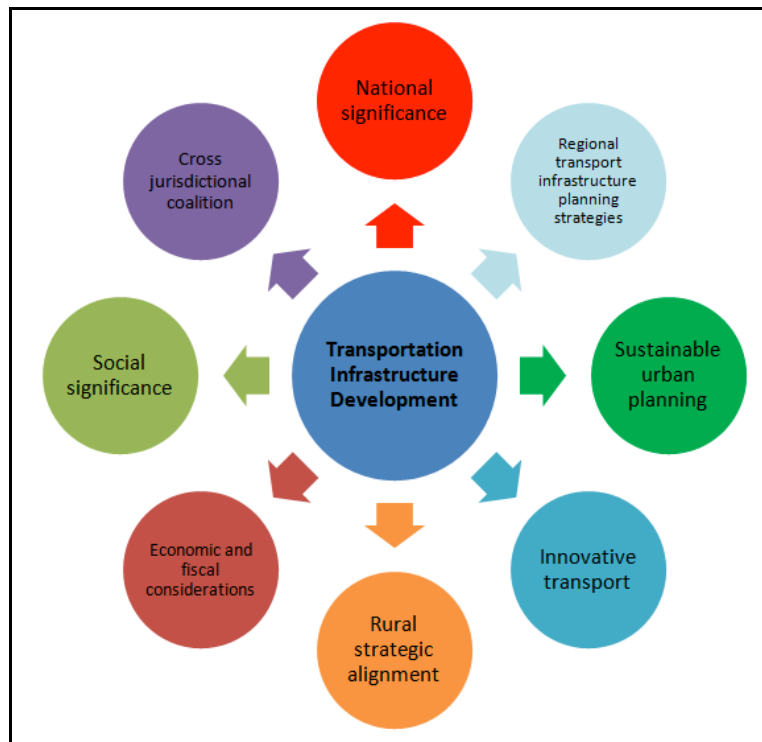 National
significance
Regional
transport
infrastructure
planning
strategies
Sustainable
urban
planning
Innovative
transport
Rural
strategic
alignment
Economic and
fiscal
considerations
Social
significance
Cross
jurisdictional
coalition
Transportation
Infrastructure
Development